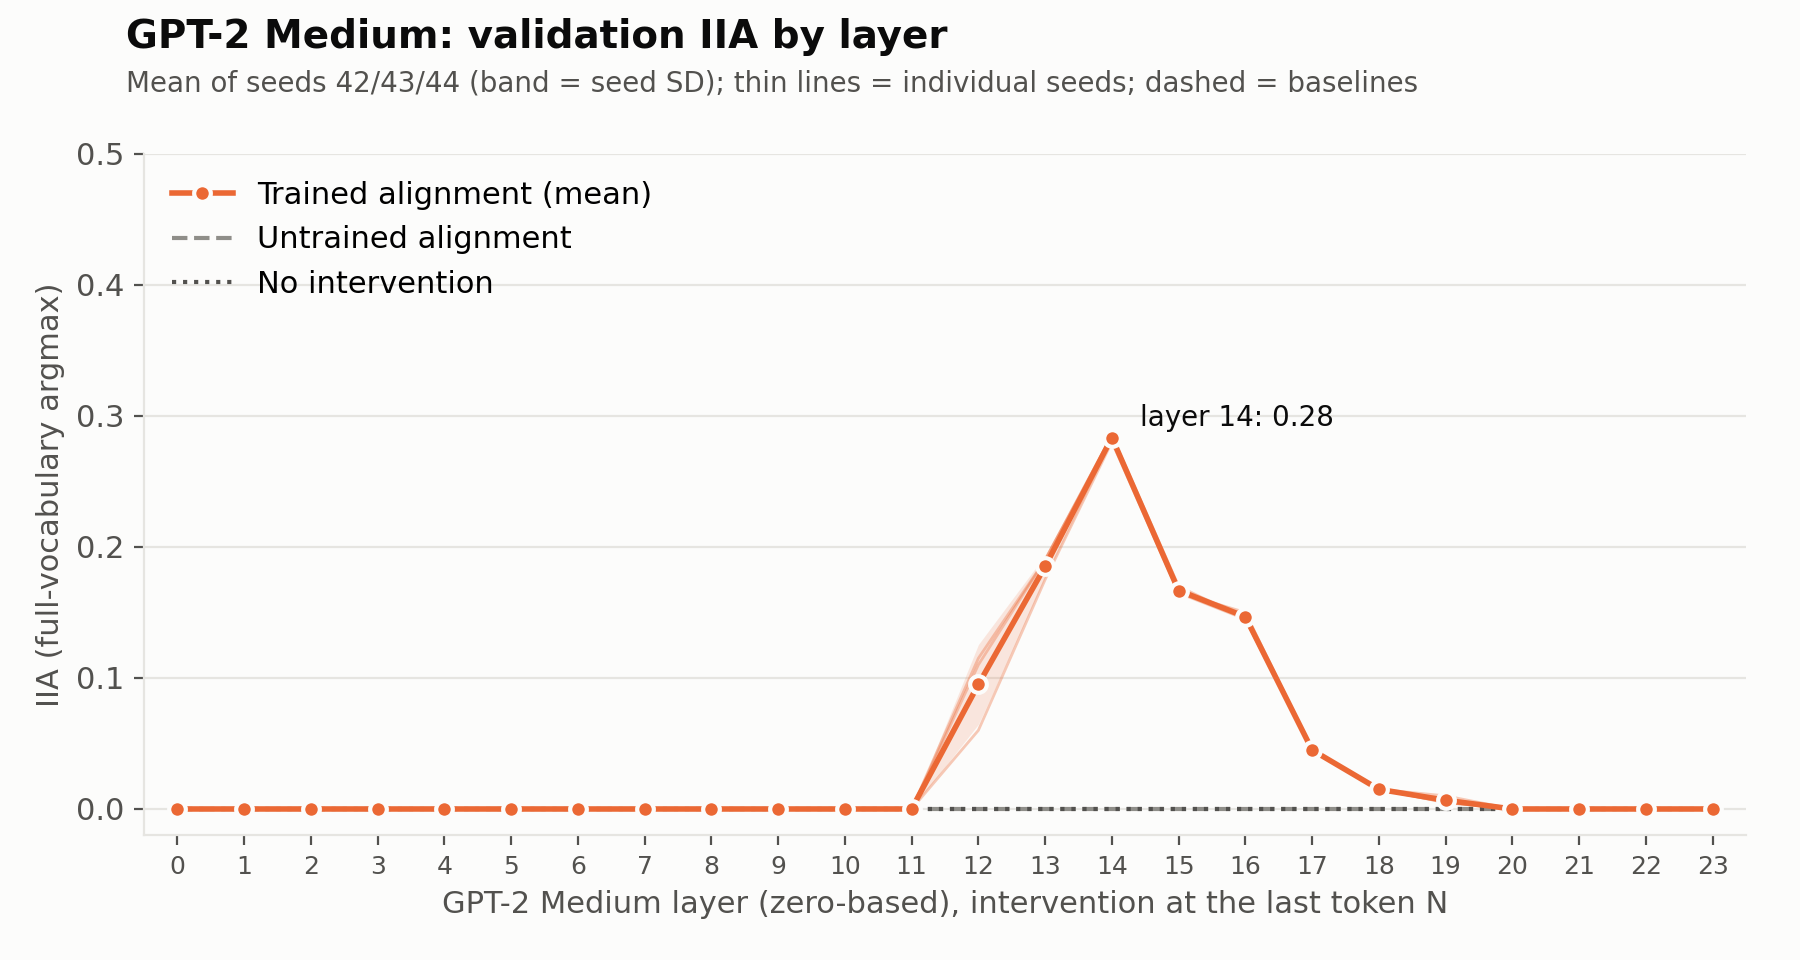 GPT-2 Medium: validation IIA by layer
Mean of seeds 42/43/44 (band = seed SD); thin lines = individual seeds; dashed = baselines
0.5
0.4
0.3
0.2
0.1
0.0
IIA (full-vocabulary argmax)
Trained alignment (mean)
Untrained alignment
No intervention
layer 14: 0.28
0 1 2 3 4 5 6 7 8 9 10 11 12 13 14 15 16 17 18 19 20 21 22 23
GPT-2 Medium layer (zero-based), intervention at the last token N